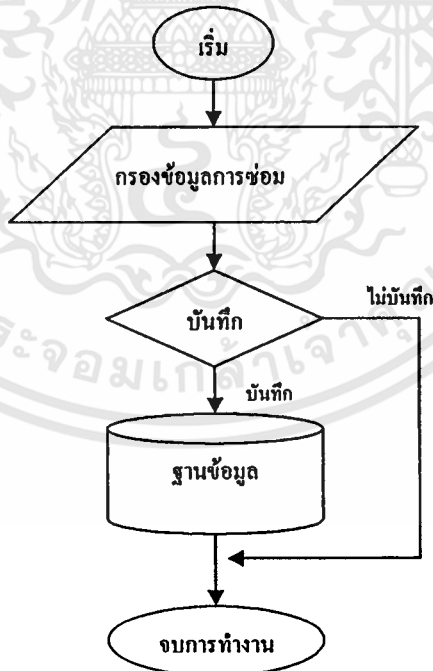 เริ่ม
กรองข้อมูลการซ่อม
บันทึก
ไม่บันทึก
บันทึก
ฐานข้อมูล
จบการทำงาน